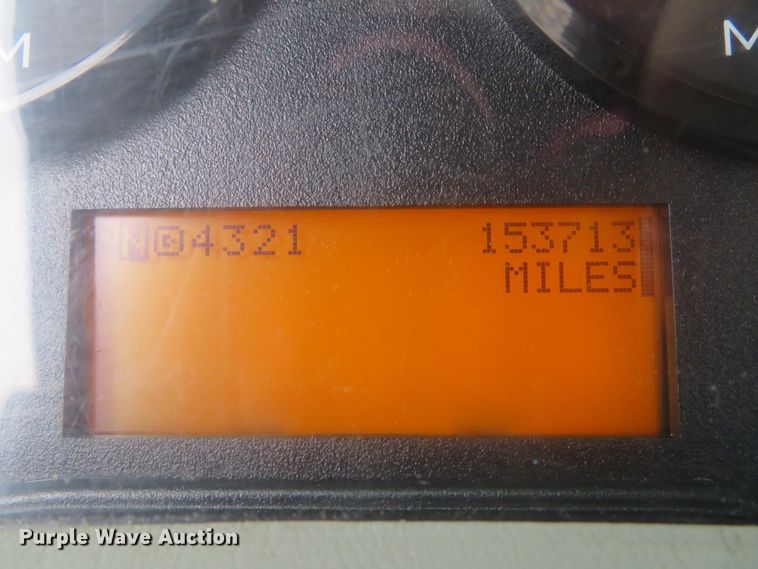 M
M
N D 4321 153713
MILES
Purple Wave Auction